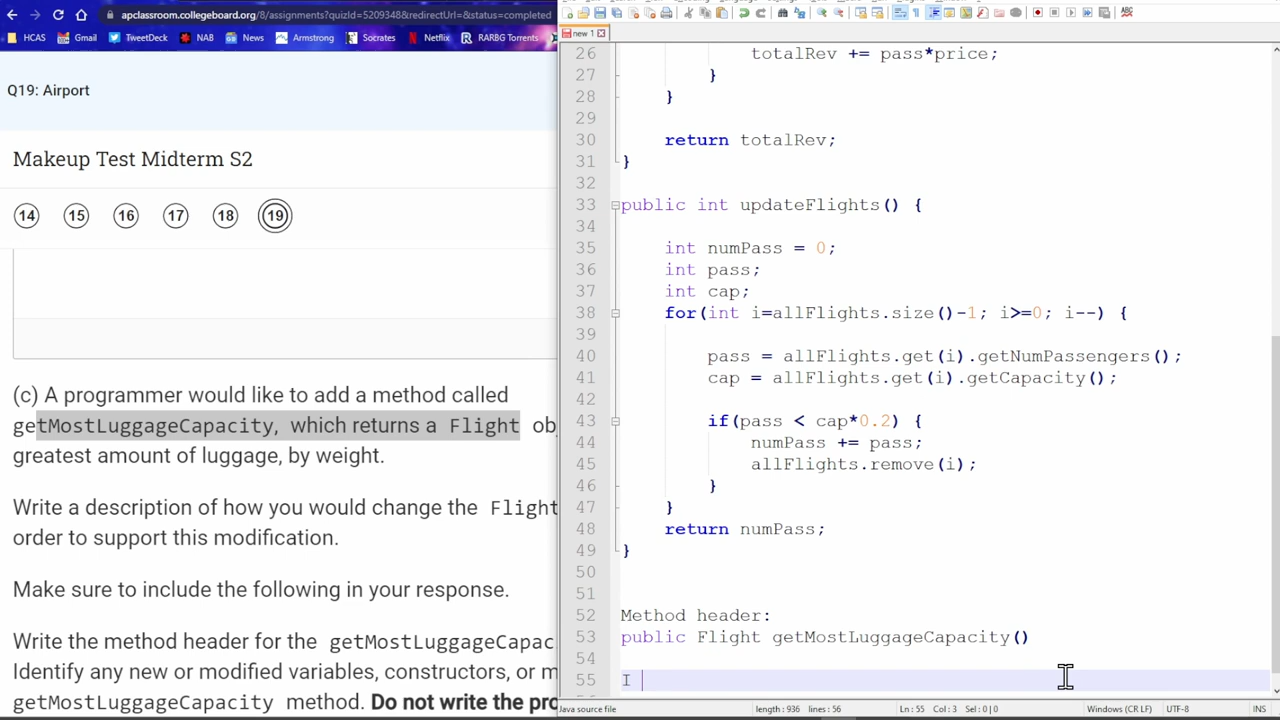 apclassroom.collegeboard.org/8/assignments?quizId=5209348&redirectUrl=&status=completed
HCAS Gmail TweetDeck NAB News Armstrong Socrates Netflix RARBG Torrents
Q19: Airport
Makeup Test Midterm S2
14 15 16 17 18 19
(c) A programmer would like to add a method called
getMostLuggageCapacity, which returns a Flight ob
greatest amount of luggage, by weight.
Write a description of how you would change the Flight
order to support this modification.
Make sure to include the following in your response.
Write the method header for the getMostLuggageCapac
Identify any new or modified variables, constructors, or m
getMostLuggageCapacity method. Do not write the pro
new 1
26 totalRev += pass*price;
27 }
28 }
29
30 return totalRev;
31 }
32
33 public int updateFlights() {
34
35 int numPass = 0;
36 int pass;
37 int cap;
38 for(int i=allFlights.size()-1; i>=0; i--) {
39
40 pass = allFlights.get(i).getNumPassengers();
41 cap = allFlights.get(i).getCapacity();
42
43 if(pass < cap*0.2) {
44 numPass += pass;
45 allFlights.remove(i);
46 }
47 }
48 return numPass;
49 }
50
51
52 Method header:
53 public Flight getMostLuggageCapacity()
54
55 I
Java source file length : 936 lines : 56 Ln : 55 Col : 3 Sel : 0 | 0 Windows (CR LF) UTF-8 INS